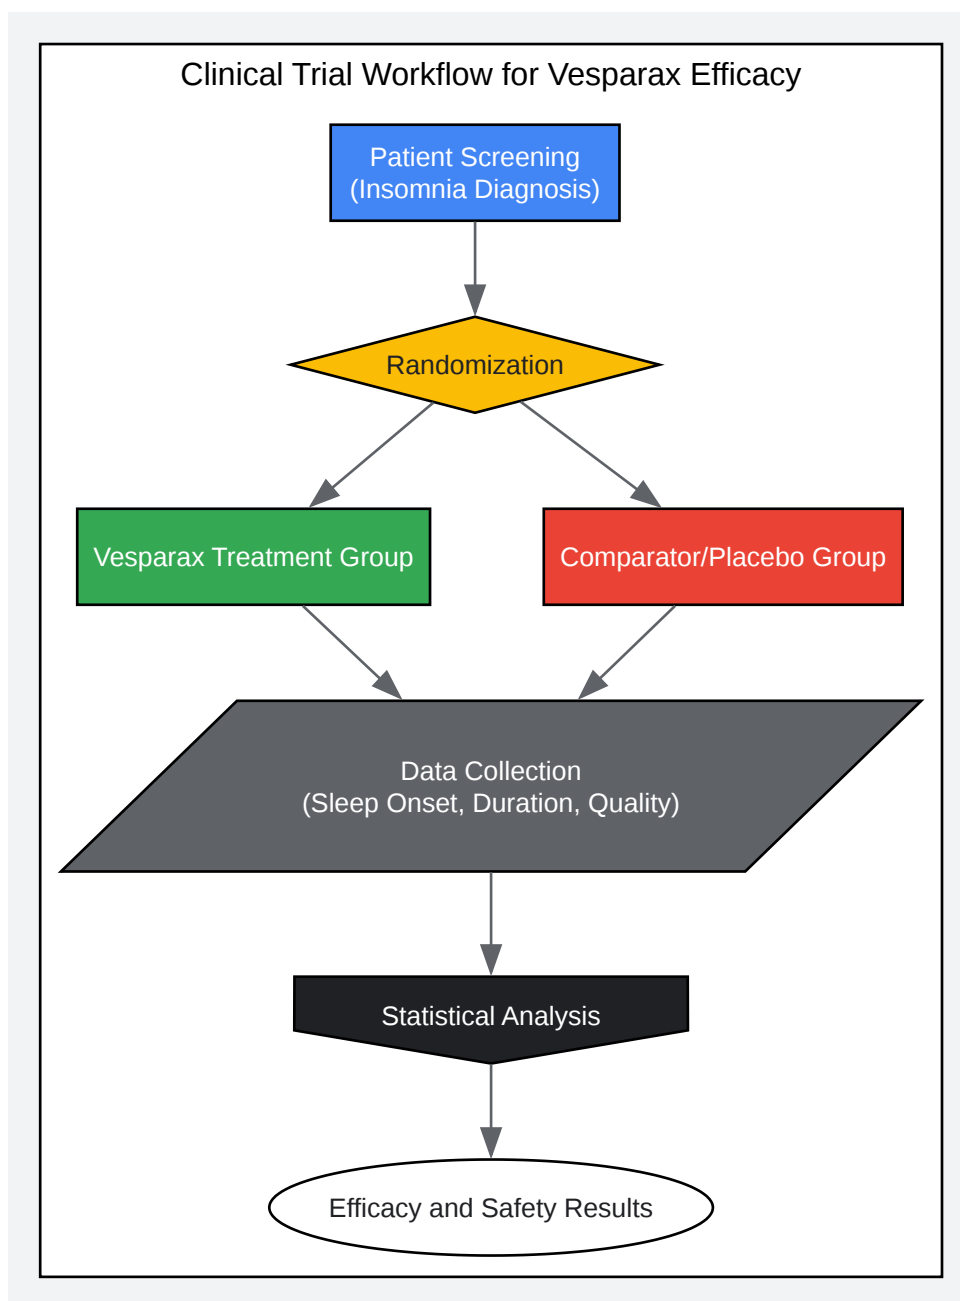 Clinical Trial Workflow for Vesparax Efficacy
Patient Screening
(Insomnia Diagnosis)
Randomization
Vesparax Treatment Group
Comparator/Placebo Group
Data Collection
(Sleep Onset, Duration, Quality)
Statistical Analysis
Efficacy and Safety Results